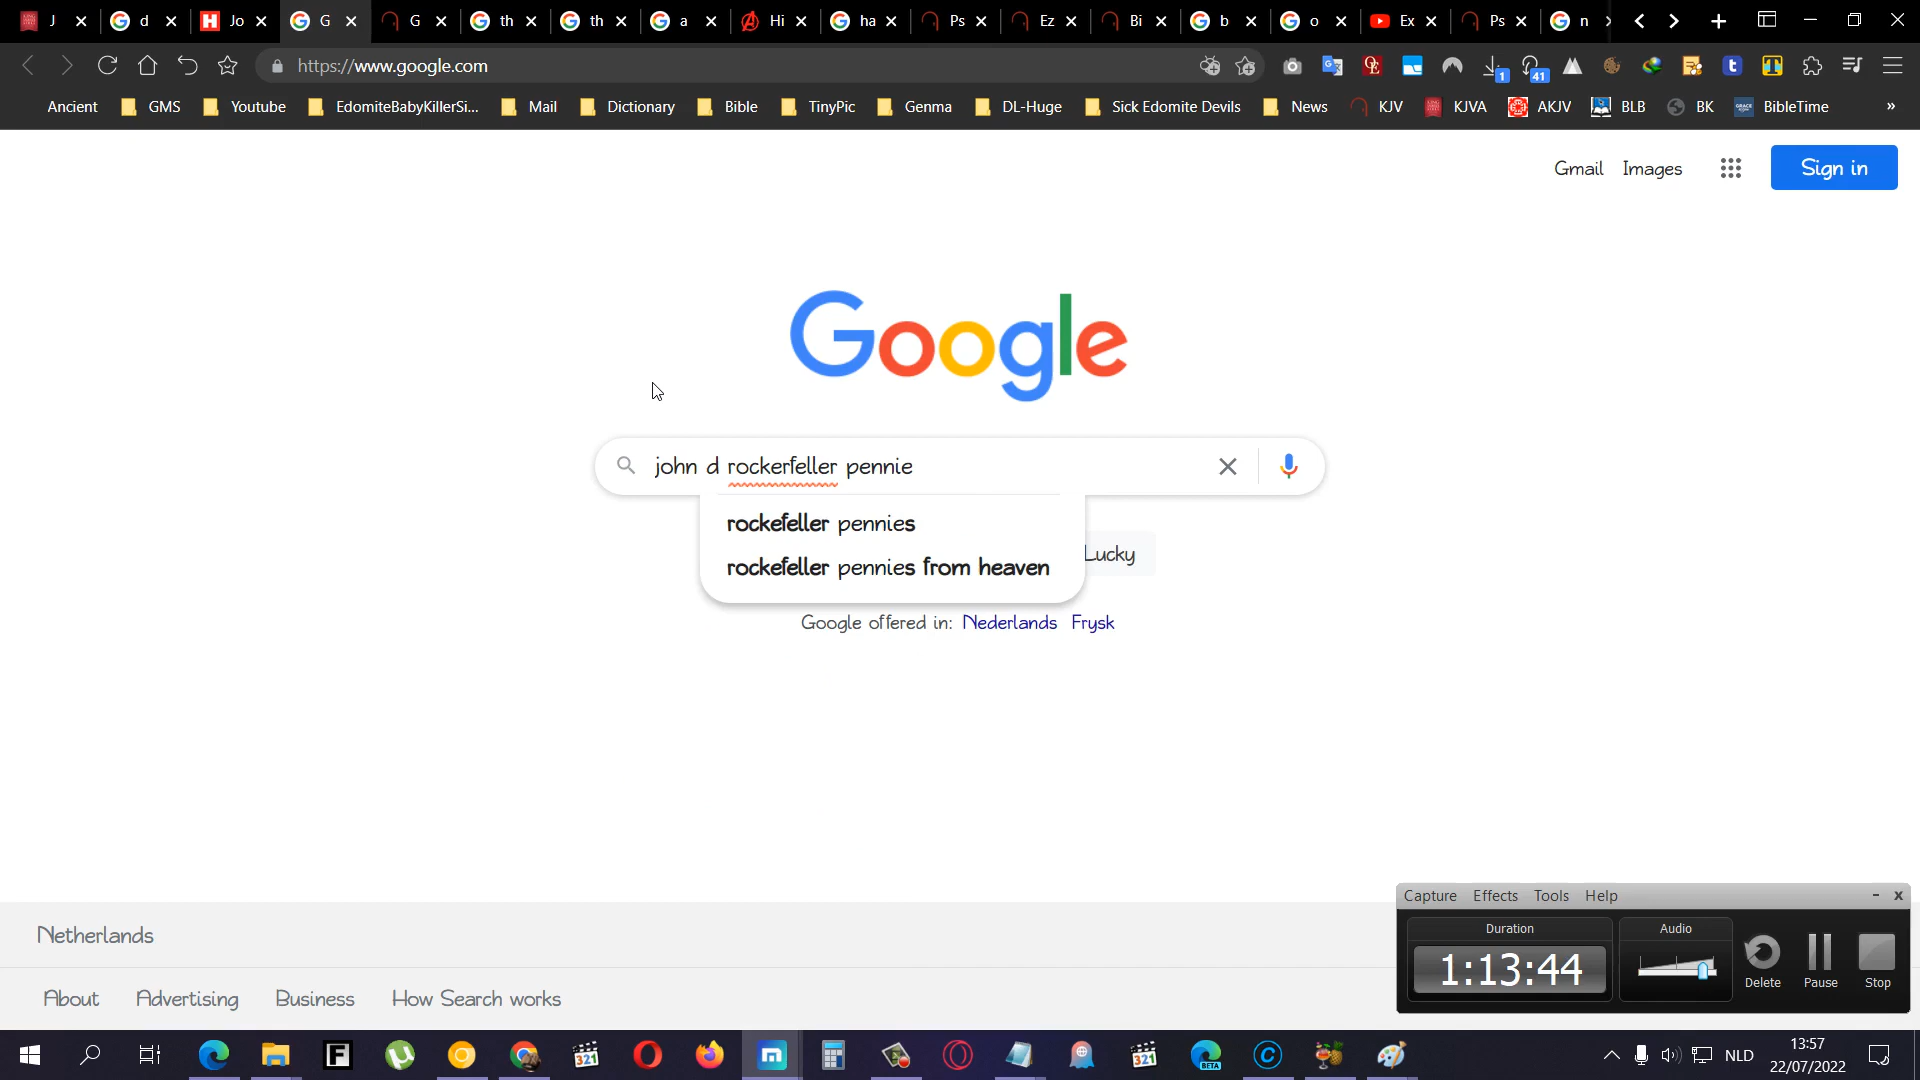 J d Jo G G th th a Hi ha Ps Ez Bi b o Ex Ps n
https://www.google.com
1 41
Ancient GMS Youtube EdomiteBabyKillerSi... Mail Dictionary Bible TinyPic Genma DL-Huge Sick Edomite Devils News KJV KJVA AKJV BLB BK BibleTime »
Gmail Images Sign in
Google
john d rockerfeller pennie
rockefeller pennies
Lucky
rockefeller pennies from heaven
Google offered in: Nederlands Frysk
Capture Effects Tools Help
Duration Audio
1:13:44
Delete Pause Stop
Netherlands
About Advertising Business How Search works
13:57
NLD
22/07/2022